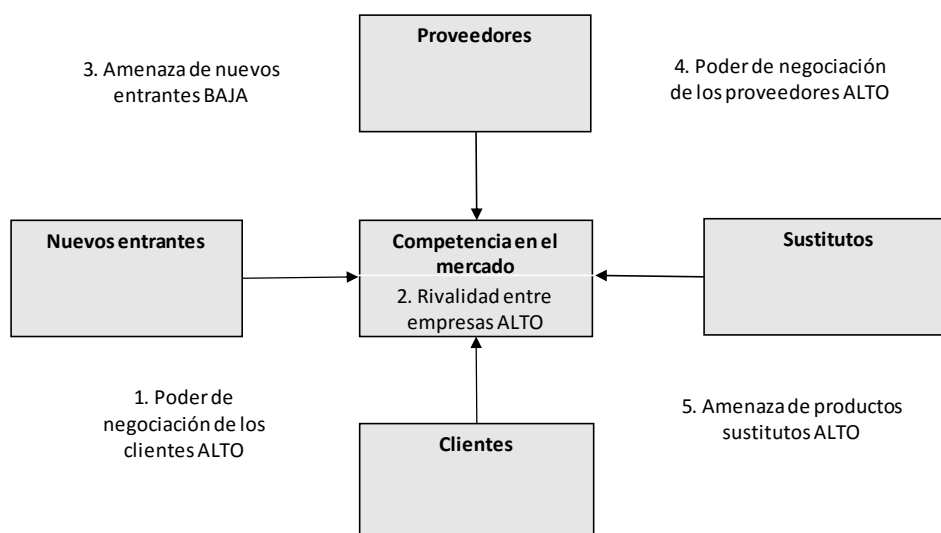 Proveedores
3. Amenaza de nuevos
entrantes BAJA
4. Poder de negociación
de los proveedores ALTO
Nuevos entrantes
Competencia en el
mercado
2. Rivalidad entre
empresas ALTO
Sustitutos
1. Poder de
negociación de los
clientes ALTO
Clientes
5. Amenaza de productos
sustitutos ALTO